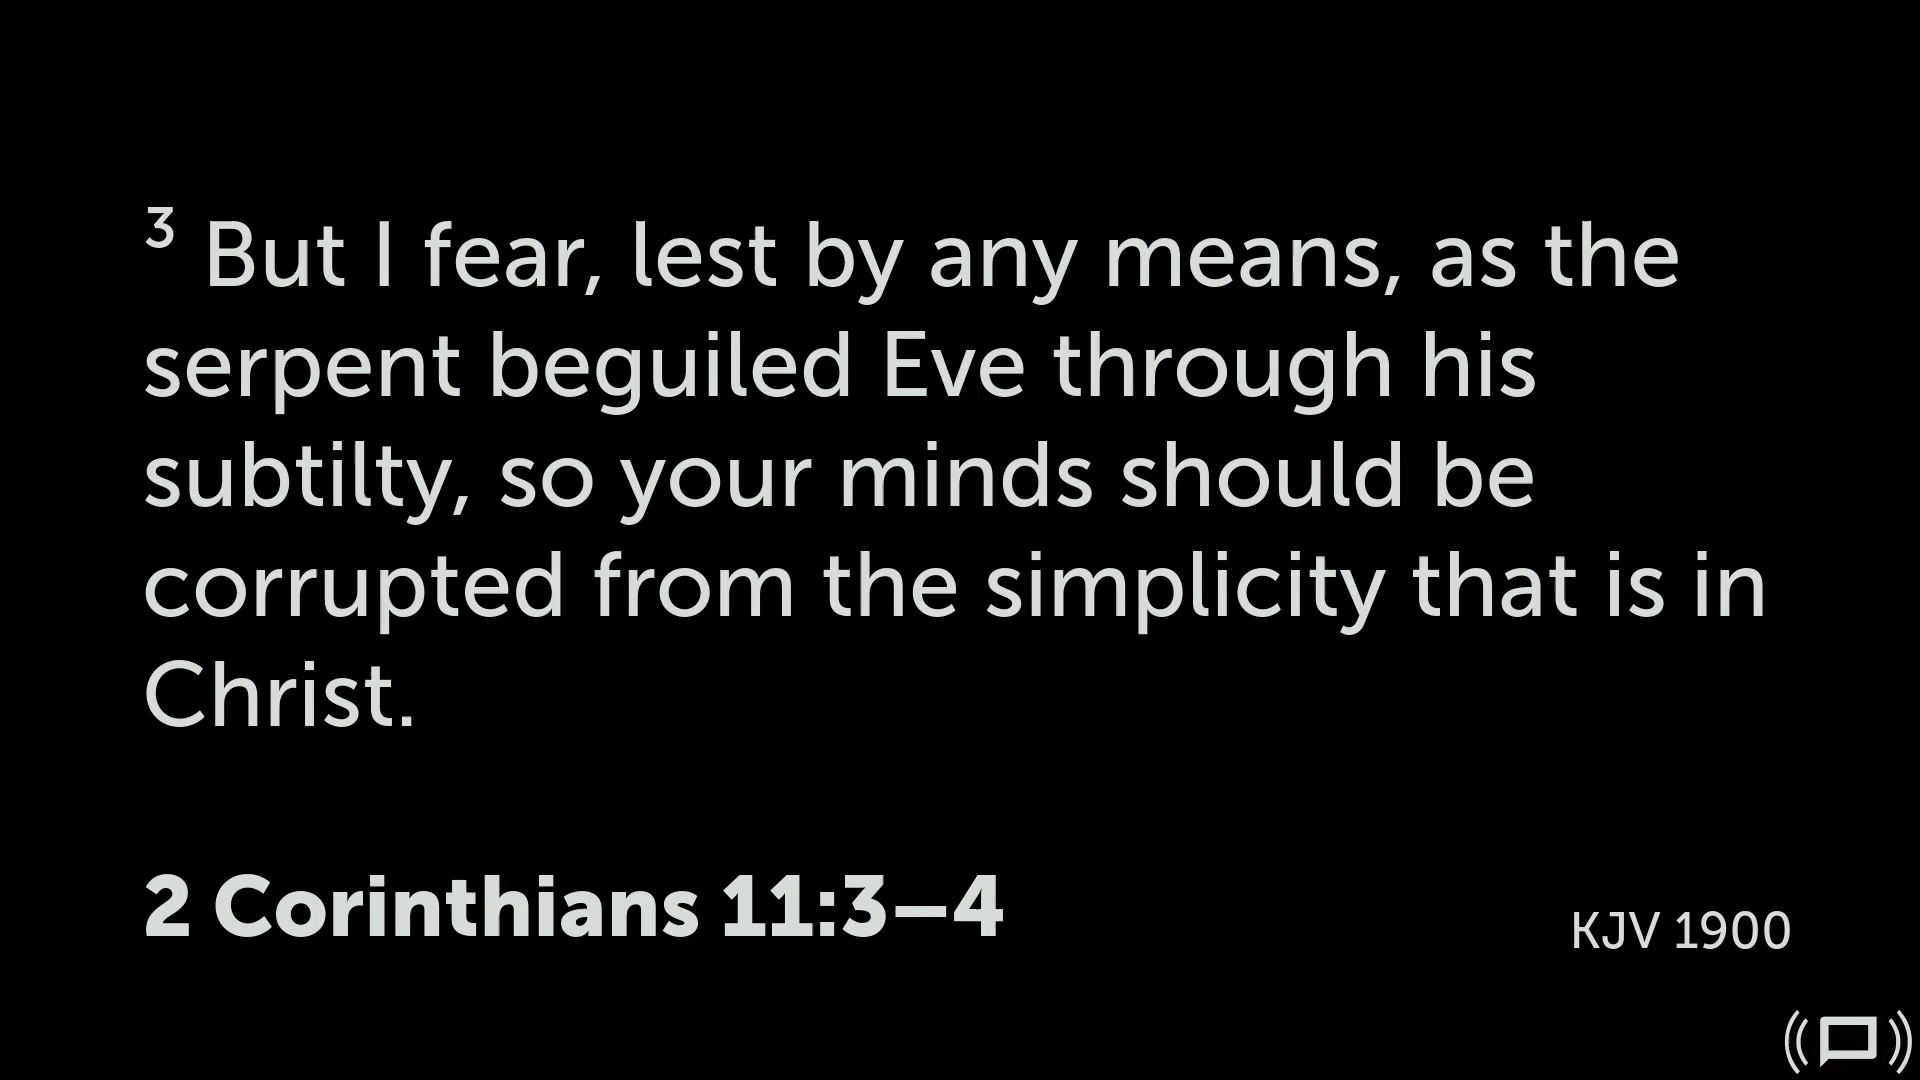 ³ But I fear, lest by any means, as the
serpent beguiled Eve through his
subtilty, so your minds should be
corrupted from the simplicity that is in
Christ.
2 Corinthians 11:3–4
KJV 1900